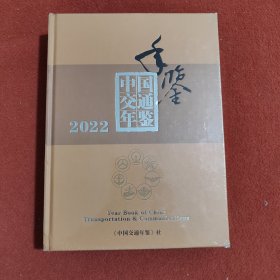 年鉴
中国
交通
年鉴
2022
Year Book of China
Transportation & Communications
《中国交通年鉴》社